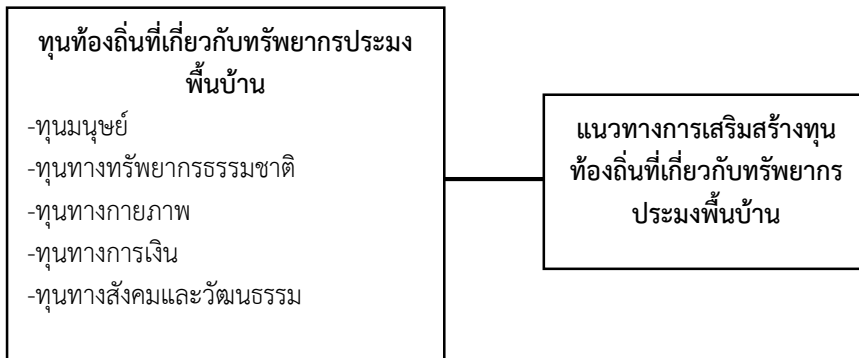 ทุนท้องถิ่นที่เกี่ยวกับทรัพยากรประมง
พื้นบ้าน
-ทุนมนุษย์
-ทุนทางทรัพยากรธรรมชาติ
-ทุนทางกายภาพ
-ทุนทางการเงิน
-ทุนทางสังคมและวัฒนธรรม
แนวทางการเสริมสร้างทุน
ท้องถิ่นที่เกี่ยวกับทรัพยากร
ประมงพื้นบ้าน